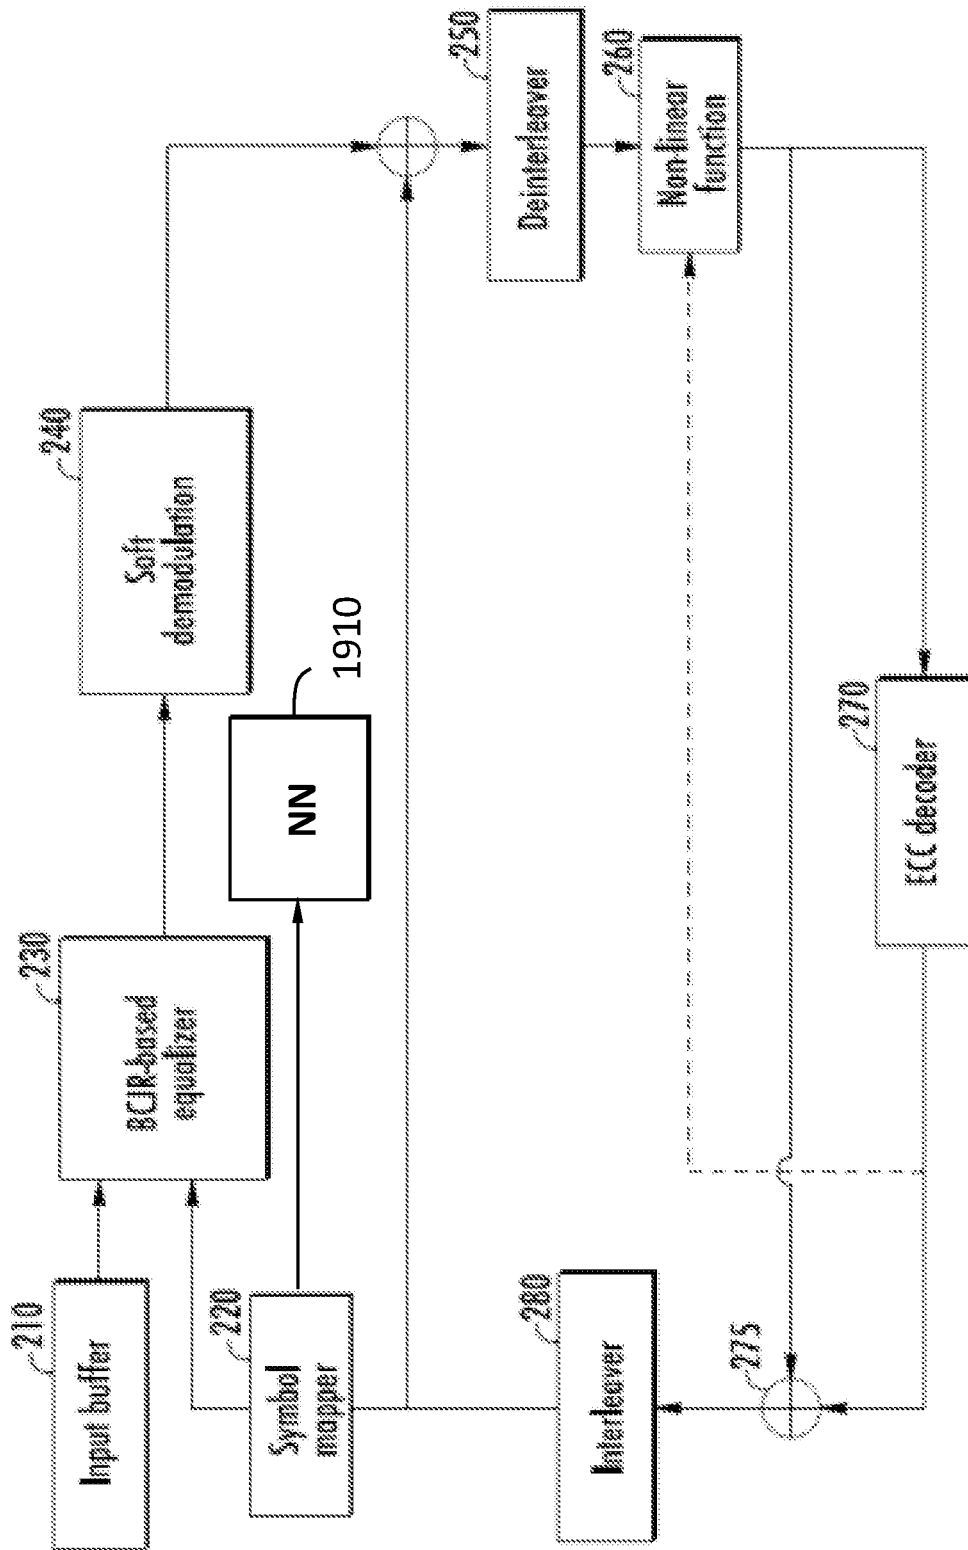 210
Input buffer
220
Symbol
mapper
230
BCJR-based
equalizer
NN
1910
240
Soft
demodulation
250
Deinterleaver
260
Non-linear
function
270
ECC decoder
275
280
Interleaver